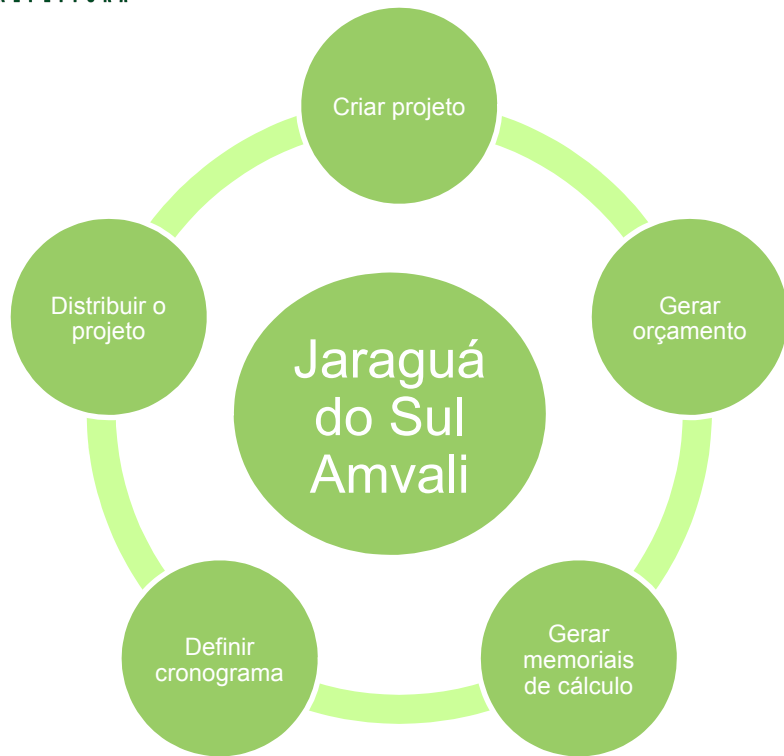 Criar projeto
Gerar
orçamento
Gerar
memoriais
de cálculo
Definir
cronograma
Distribuir o
projeto
Jaraguá
do Sul
Amvali